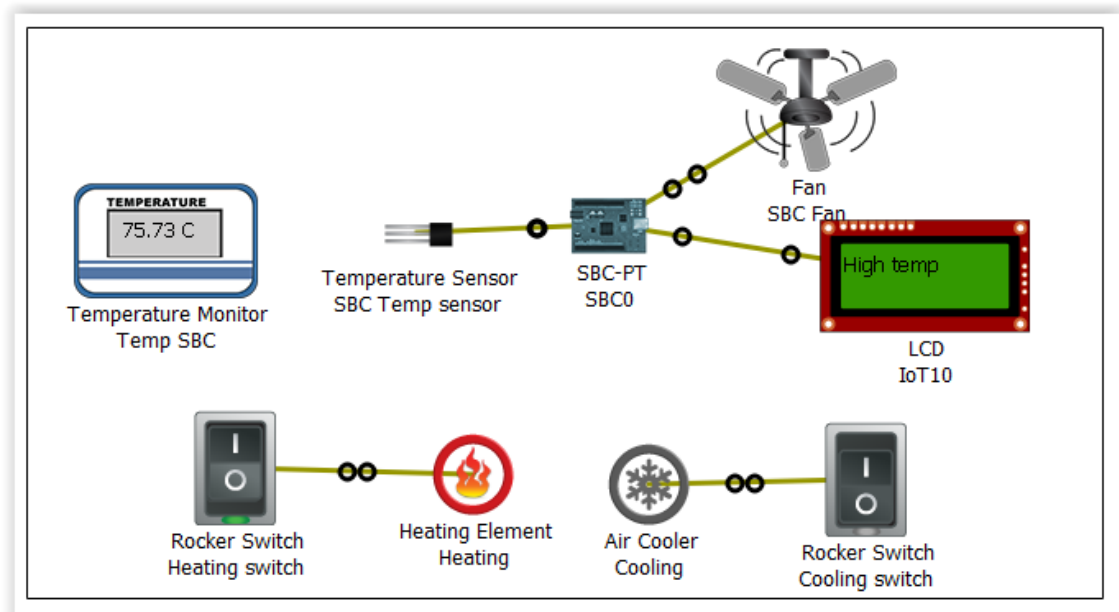 TEMPERATURE
75.73 C
Temperature Monitor
Temp SBC
Temperature Sensor
SBC Temp sensor
SBC-PT
SBC0
Fan
SBC Fan
High temp
LCD
IoT10
Rocker Switch
Heating switch
Heating Element
Heating
Air Cooler
Cooling
Rocker Switch
Cooling switch